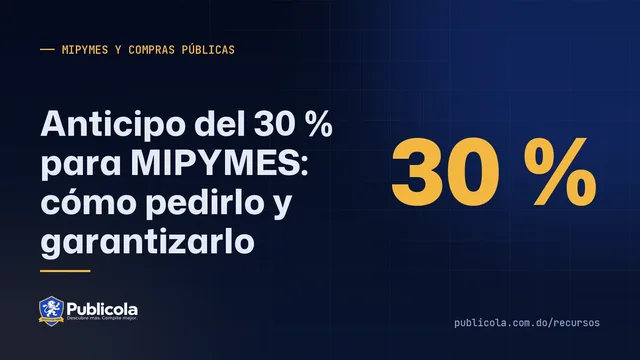 MIPYMES Y COMPRAS PÚBLICAS
Anticipo del 30 %
para MIPYMES:
cómo pedirlo y
garantizarlo
30 %
Publicola
Descubre más. Compite mejor.
publicola.com.do/recursos